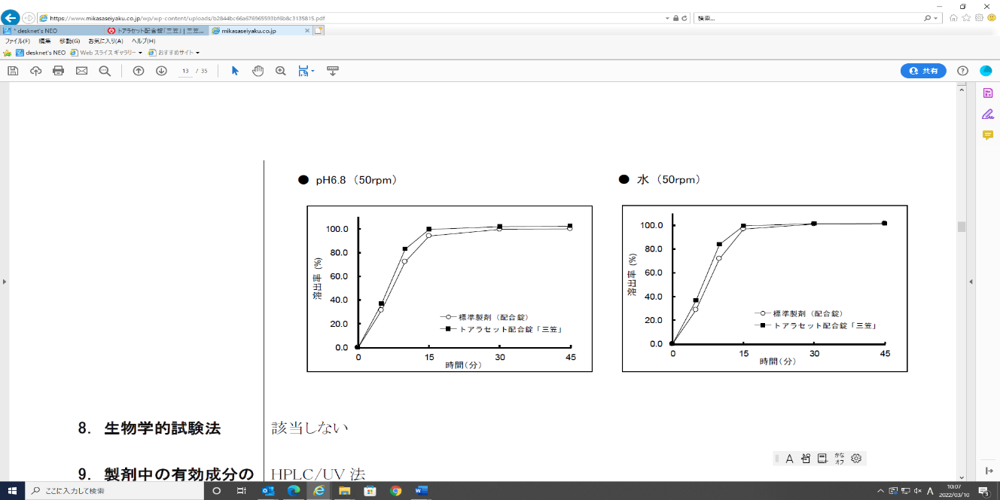 https://www.mikasaseiyaku.co.jp/wp/wp-content/uploads/b2844bc66a676965593bf6b8c3135815.pdf
検索...
* desknet's NEO
トアラセット配合錠「三笠」 | 三笠...
mikasaseiyaku.co.jp
ファイル(F) 編集 移動(G) お気に入り(A) ヘルプ(H)
desknet's NEO Web スライス ギャラリー おすすめサイト
13 / 35
共有
● pH6.8 （50rpm）
100.0
80.0
60.0
40.0
20.0
0.0
溶出率 (%)
標準製剤（配合錠）
トアラセット配合錠「三笠」
0 15 30 45
時間（分）
● 水 （50rpm）
100.0
80.0
60.0
40.0
20.0
0.0
溶出率 (%)
標準製剤（配合錠）
トアラセット配合錠「三笠」
0 15 30 45
時間（分）
8. 生物学的試験法 該当しない
A かな オフ
9. 製剤中の有効成分の HPLC/UV 法
ここに入力して検索
A
10:07
2022/03/10
3